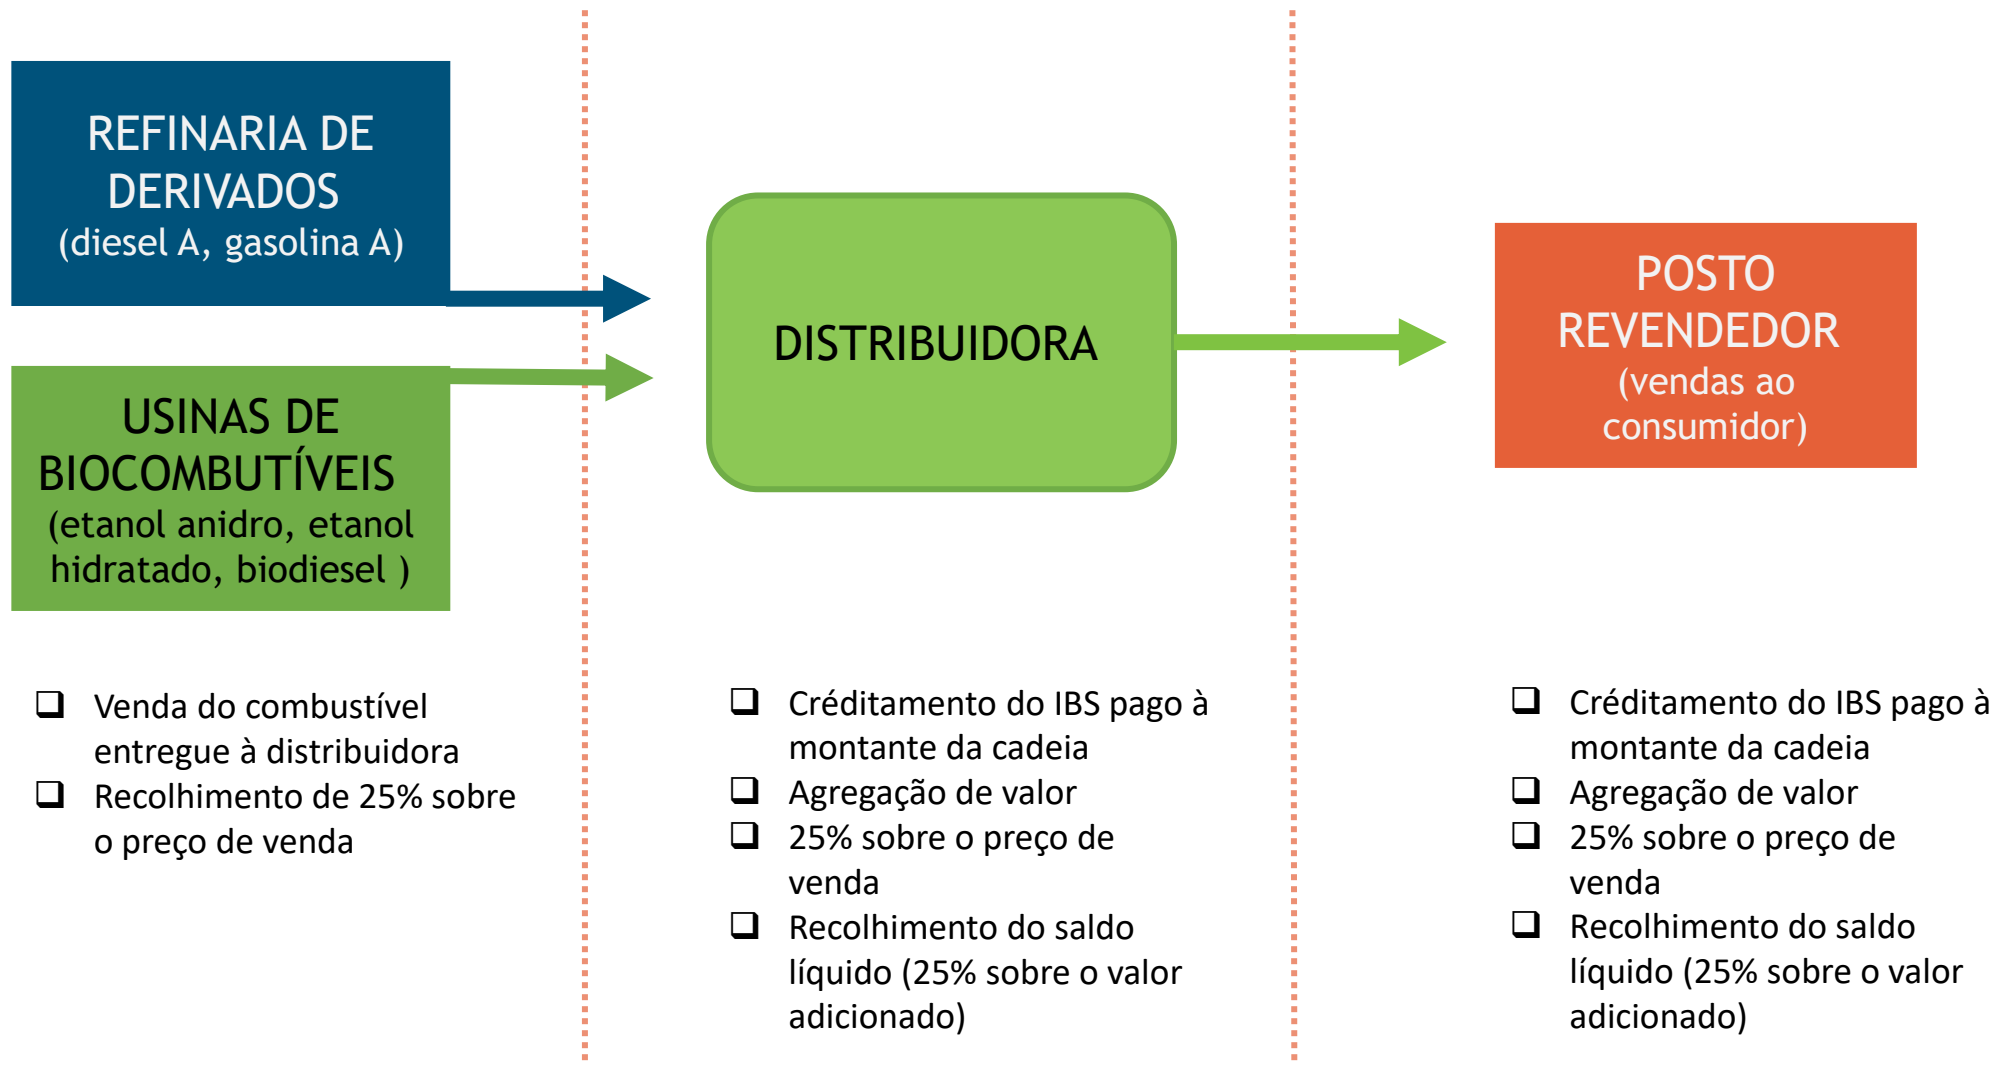 REFINARIA DE
DERIVADOS
(diesel A, gasolina A)
USINAS DE
BIOCOMBUTÍVEIS
(etanol anidro, etanol
hidratado, biodiesel )
DISTRIBUIDORA
POSTO
REVENDEDOR
(vendas ao
consumidor)
Venda do combustível
entregue à distribuidora
Recolhimento de 25% sobre
o preço de venda
Créditamento do IBS pago à
montante da cadeia
Agregação de valor
25% sobre o preço de
venda
Recolhimento do saldo
líquido (25% sobre o valor
adicionado)
Créditamento do IBS pago à
montante da cadeia
Agregação de valor
25% sobre o preço de
venda
Recolhimento do saldo
líquido (25% sobre o valor
adicionado)